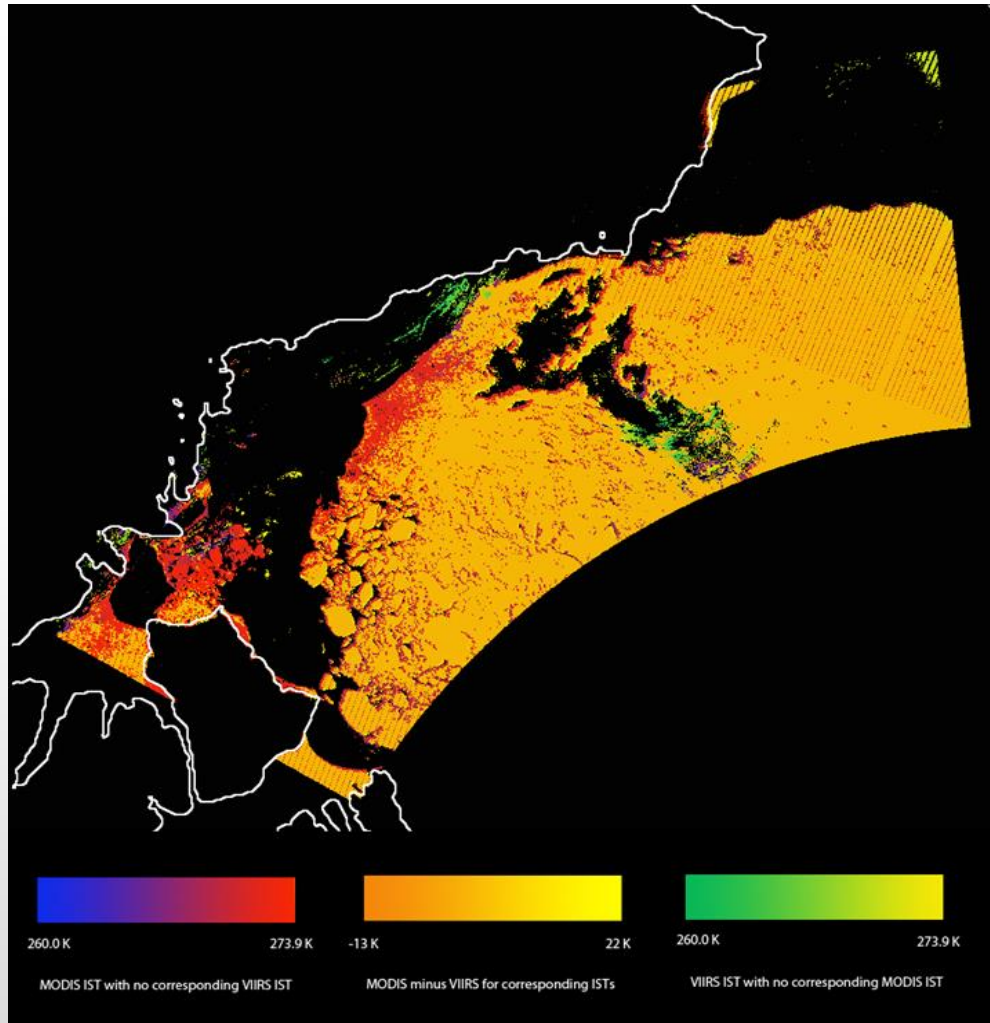 260.0 K 273.9 K -13 K 22 K 260.0 K 273.9 K
MODIS IST with no corresponding VIIRS IST MODIS minus VIIRS for corresponding ISTs VIIRS IST with no corresponding MODIS IST